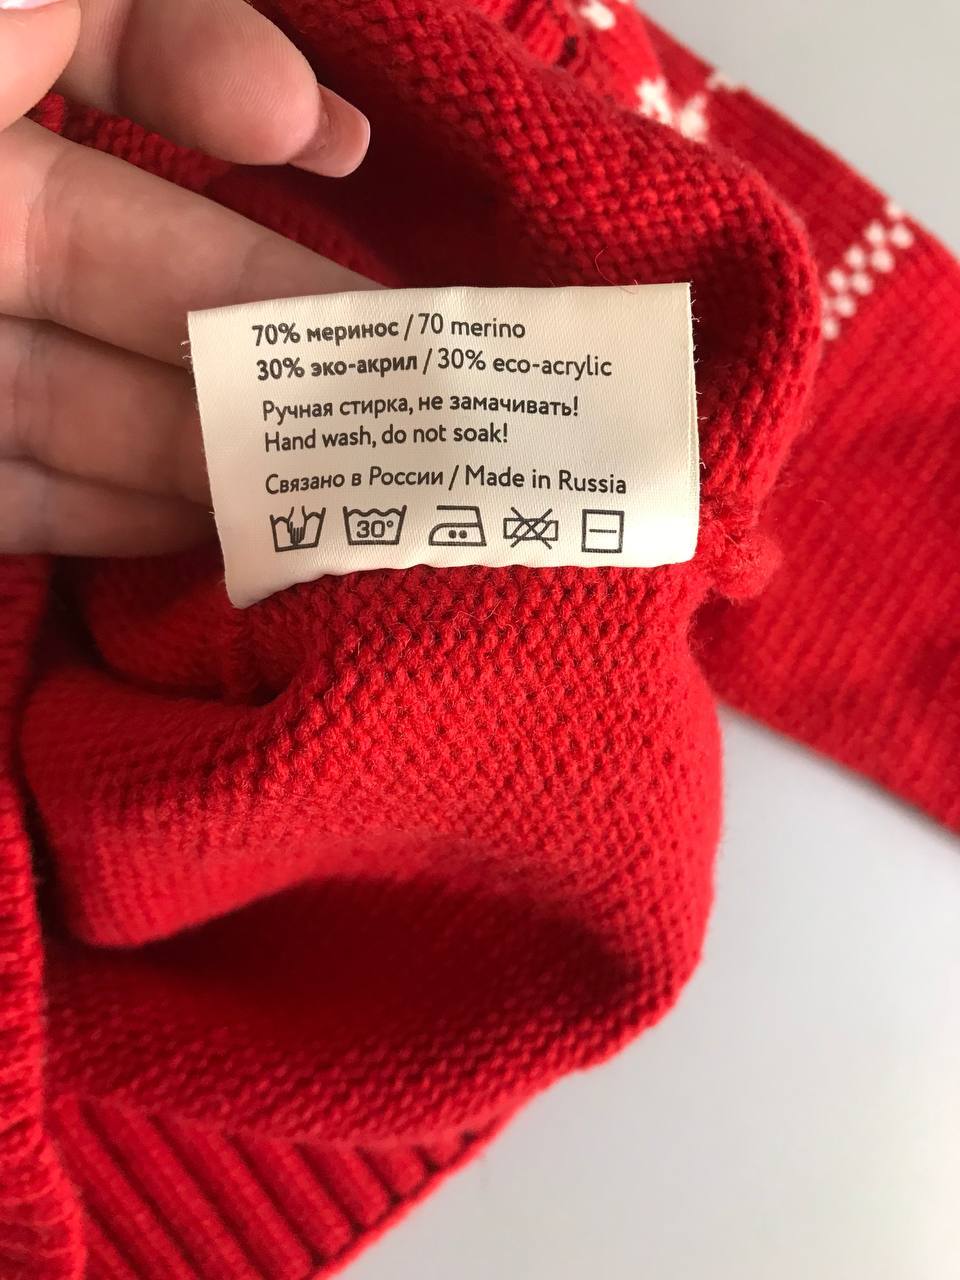 70% меринос / 70 merino
30% эко-акрил / 30% eco-acrylic
Ручная стирка, не замачивать!
Hand wash, do not soak!
Связано в России / Made in Russia
30°